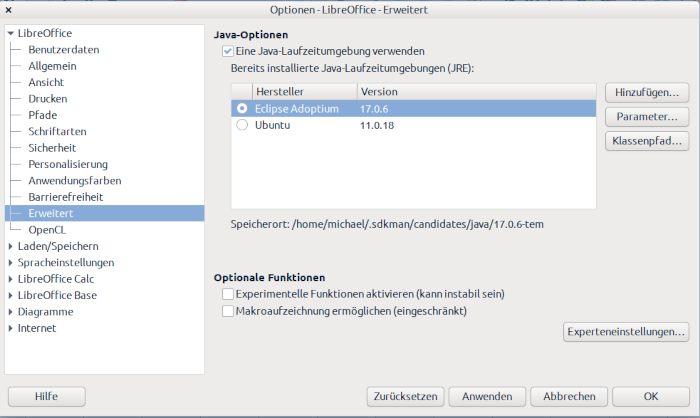 Optionen - LibreOffice - Erweitert
LibreOffice
Benutzerdaten
Allgemein
Ansicht
Drucken
Pfade
Schriftarten
Sicherheit
Personalisierung
Anwendungsfarben
Barrierefreiheit
Erweitert
OpenCL
Laden/Speichern
Spracheinstellungen
LibreOffice Calc
LibreOffice Base
Diagramme
Internet
Java-Optionen
Eine Java-Laufzeitumgebung verwenden
Bereits installierte Java-Laufzeitumgebungen (JRE):
Hersteller Version
Eclipse Adoptium 17.0.6
Ubuntu 11.0.18
Hinzufügen...
Parameter...
Klassenpfad...
Speicherort: /home/michael/.sdkman/candidates/java/17.0.6-tem
Optionale Funktionen
Experimentelle Funktionen aktivieren (kann instabil sein)
Makroaufzeichnung ermöglichen (eingeschränkt)
Experteneinstellungen...
Hilfe Zurücksetzen Anwenden Abbrechen OK